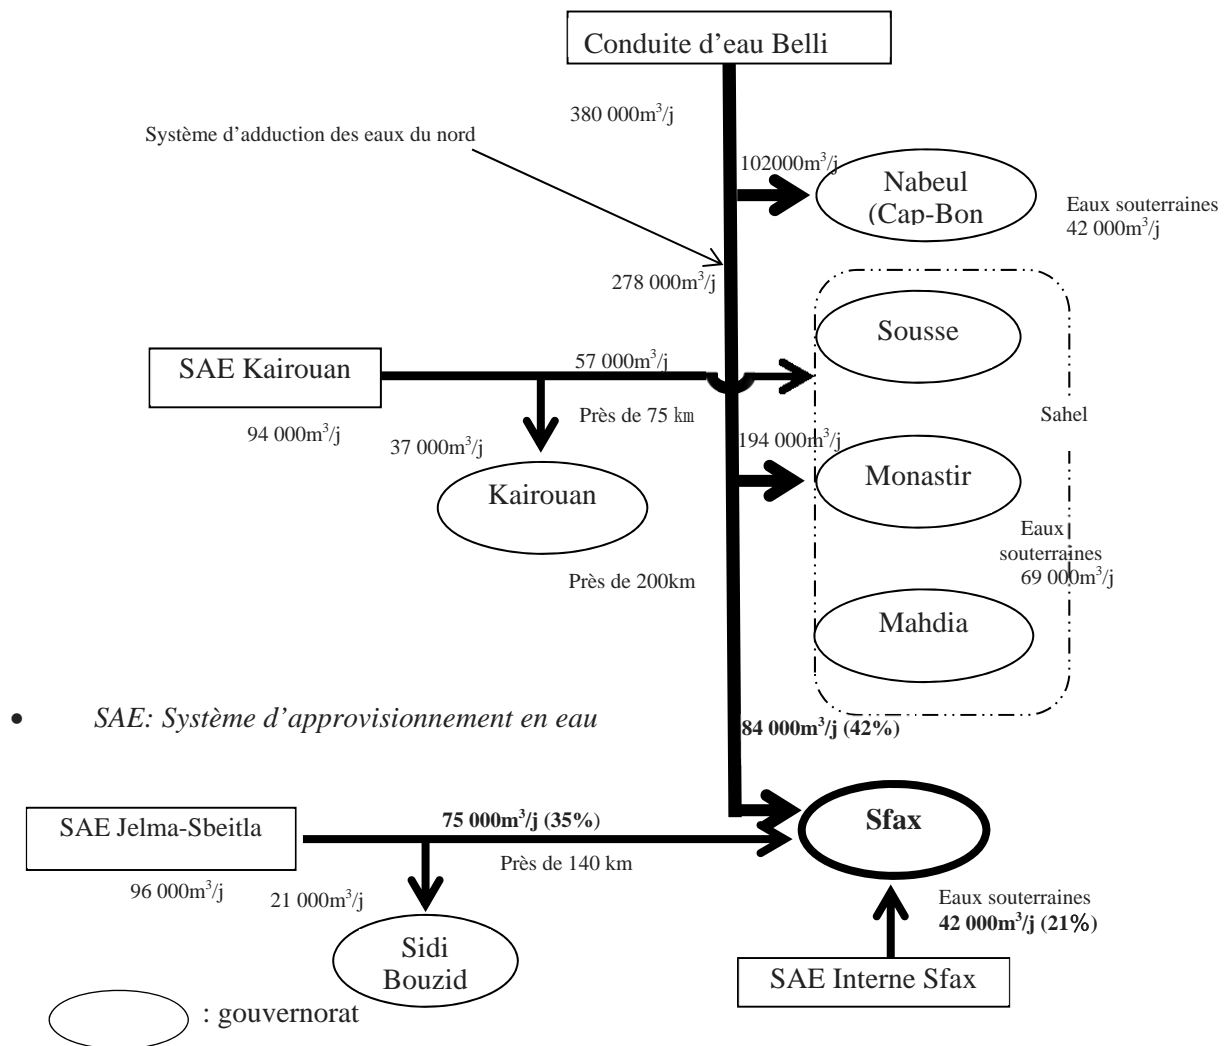 Conduite d'eau Belli
380 000m³/j
Système d'adduction des eaux du nord
102000m³/j
Nabeul
(Cap-Bon
Eaux souterraines
42 000m³/j
278 000m³/j
Sousse
SAE Kairouan
57 000m³/j
94 000m³/j
37 000m³/j
Près de 75 km
Sahel
194 000m³/j
Kairouan
Monastir
Eaux
souterraines
69 000m³/j
Près de 200km
Mahdia
• SAE: Système d'approvisionnement en eau
84 000m³/j (42%)
SAE Jelma-Sbeitla
75 000m³/j (35%)
Sfax
Près de 140 km
96 000m³/j
21 000m³/j
Eaux souterraines
42 000m³/j (21%)
Sidi
Bouzid
SAE Interne Sfax
: gouvernorat